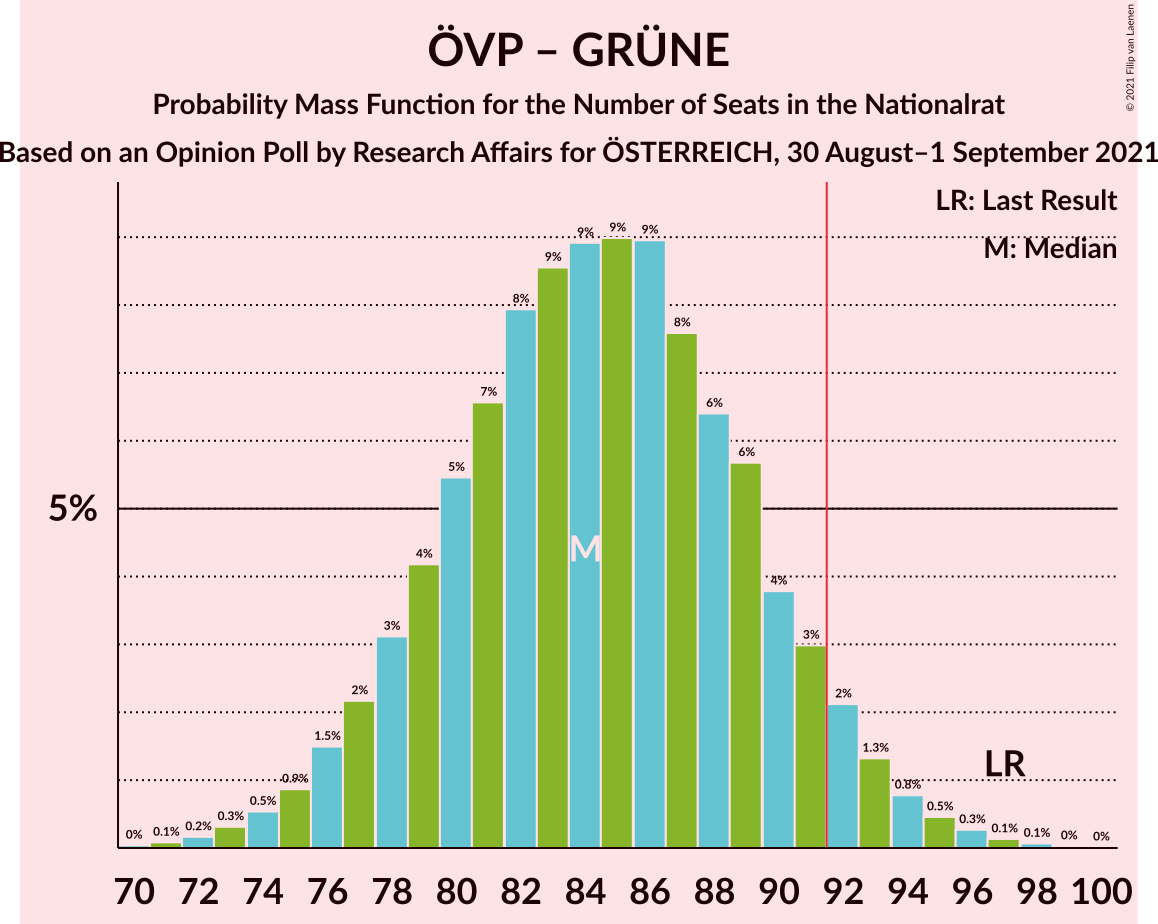 ÖVP – GRÜNE
Probability Mass Function for the Number of Seats in the Nationalrat
Based on an Opinion Poll by Research Affairs for ÖSTERREICH, 30 August–1 September 2021
© 2021 Filip van Laenen
LR: Last Result
M: Median
5%
0% 0.1% 0.2% 0.3% 0.5% 0.9% 1.5% 2% 3% 4% 5% 7% 8% 9% 9% 9% 9% 8% 6% 6% 4% 3% 2% 1.3% 0.8% 0.5% 0.3% 0.1% 0.1% 0% 0%
M
LR
70 72 74 76 78 80 82 84 86 88 90 92 94 96 98 100